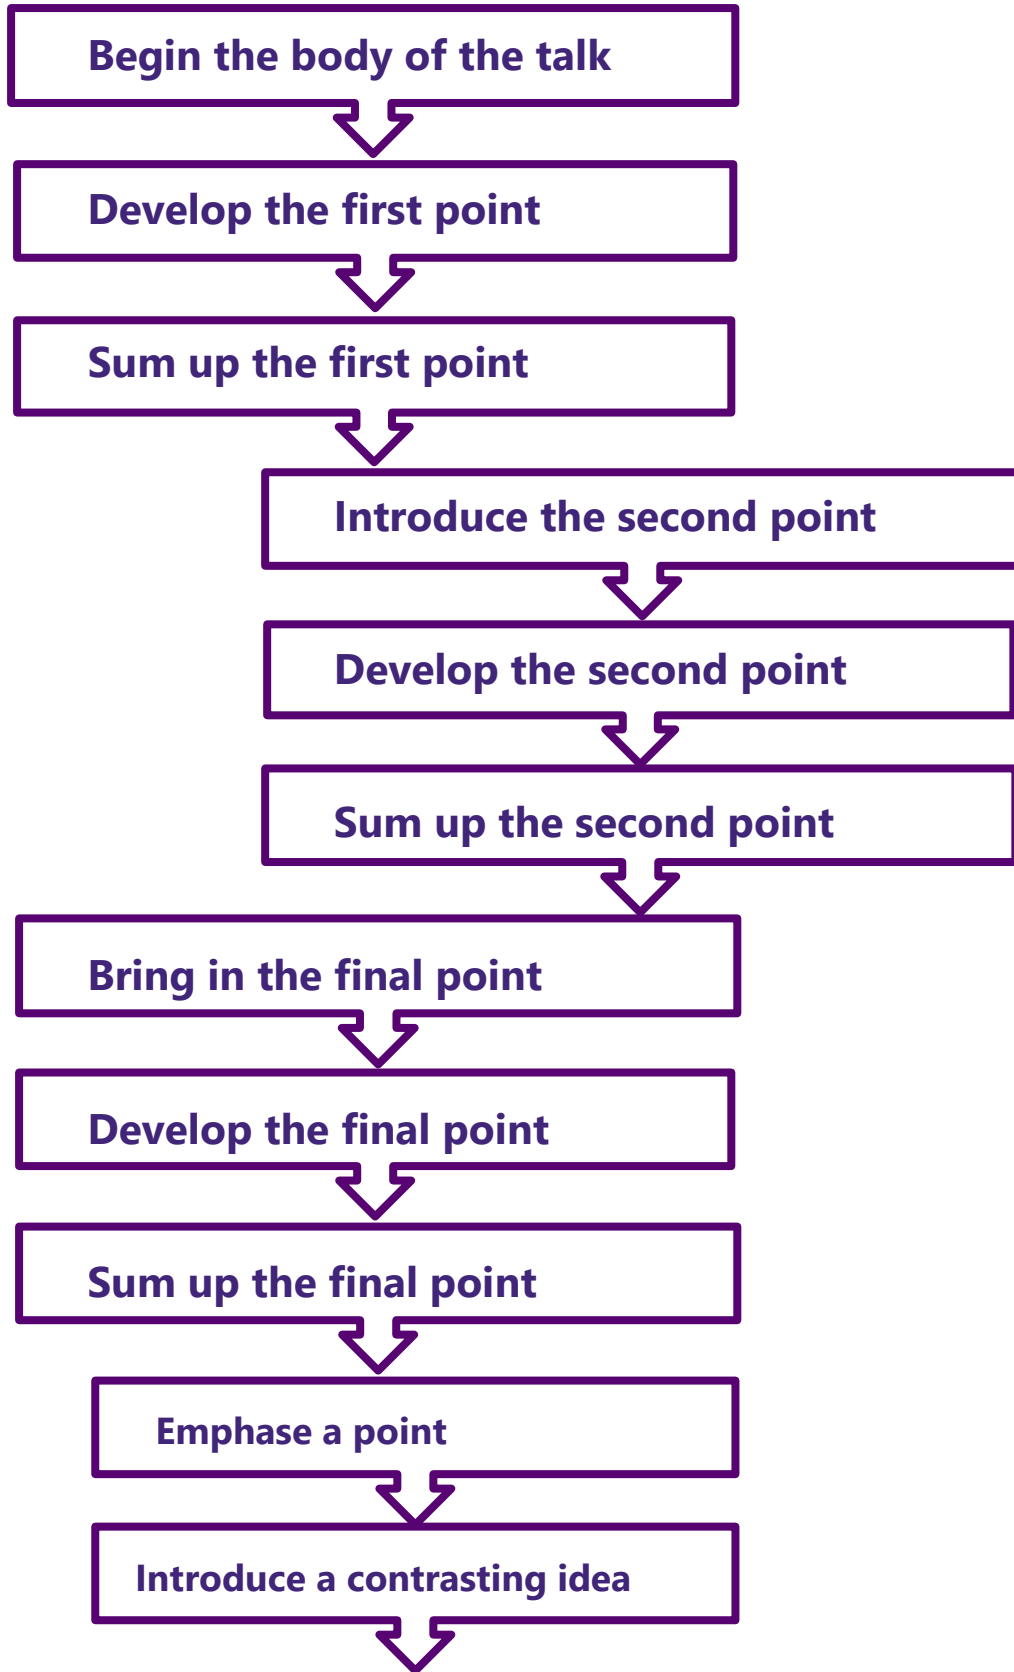 Begin the body of the talk
Develop the first point
Sum up the first point
Introduce the second point
Develop the second point
Sum up the second point
Bring in the final point
Develop the final point
Sum up the final point
Emphase a point
Introduce a contrasting idea